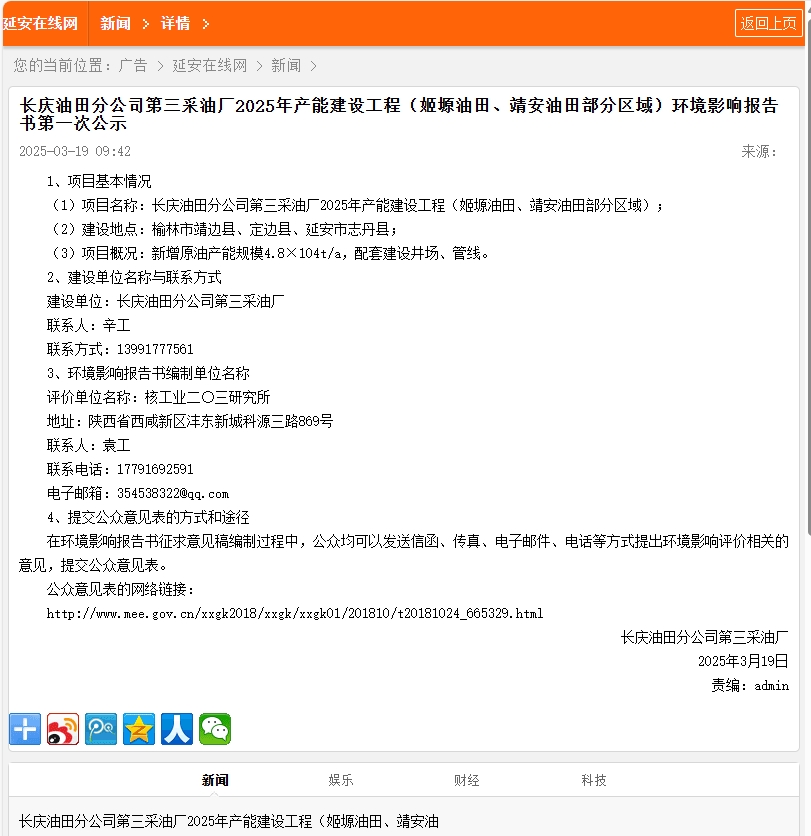 延安在线网 新闻 > 详情 > 返回上页
您的当前位置：广告 > 延安在线网 > 新闻 >
长庆油田分公司第三采油厂2025年产能建设工程（姬塬油田、靖安油田部分区域）环境影响报告
书第一次公示
2025-03-19 09:42 来源：
1、项目基本情况
（1）项目名称：长庆油田分公司第三采油厂2025年产能建设工程（姬塬油田、靖安油田部分区域）；
（2）建设地点：榆林市靖边县、定边县、延安市志丹县；
（3）项目概况：新增原油产能规模4.8×104t/a，配套建设井场、管线。
2、建设单位名称与联系方式
建设单位：长庆油田分公司第三采油厂
联系人：辛工
联系方式：13991777561
3、环境影响报告书编制单位名称
评价单位名称：核工业二〇三研究所
地址：陕西省西咸新区沣东新城科源三路869号
联系人：袁工
联系电话：17791692591
电子邮箱：354538322@qq.com
4、提交公众意见表的方式和途径
在环境影响报告书征求意见稿编制过程中，公众均可以发送信函、传真、电子邮件、电话等方式提出环境影响评价相关的
意见，提交公众意见表。
公众意见表的网络链接：
http://www.mee.gov.cn/xxgk2018/xxgk/xxgk01/201810/t20181024_665329.html
长庆油田分公司第三采油厂
2025年3月19日
责编：admin
新闻 娱乐 财经 科技
长庆油田分公司第三采油厂2025年产能建设工程（姬塬油田、靖安油